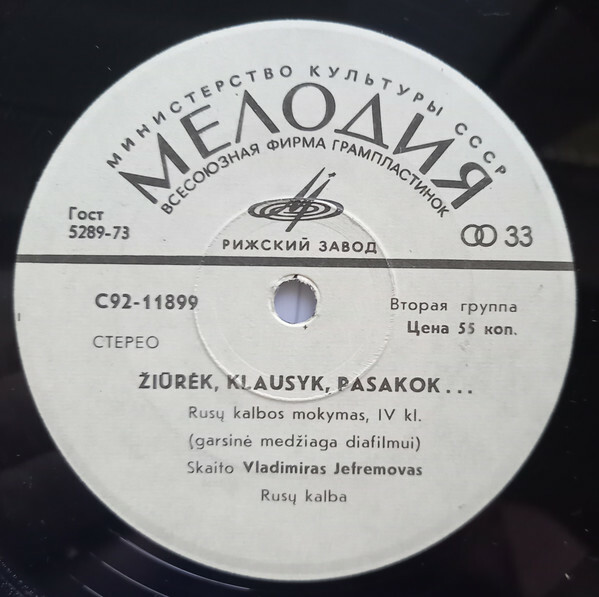 МИНИСТЕРСТВО КУЛЬТУРЫ СССР
МЕЛОДИЯ
ВСЕСОЮЗНАЯ ФИРМА ГРАМПЛАСТИНОК
Гост
5289-73
РИЖСКИЙ ЗАВОД
33
С92-11899
Вторая группа
Цена 55 коп.
СТЕРЕО
ŽIŪRĖK, KLAUSYK, PASAKOK...
Rusų kalbos mokymas, IV kl.
(garsinė medžiaga diafilmui)
Skaito Vladimiras Jefremovas
Rusų kalba